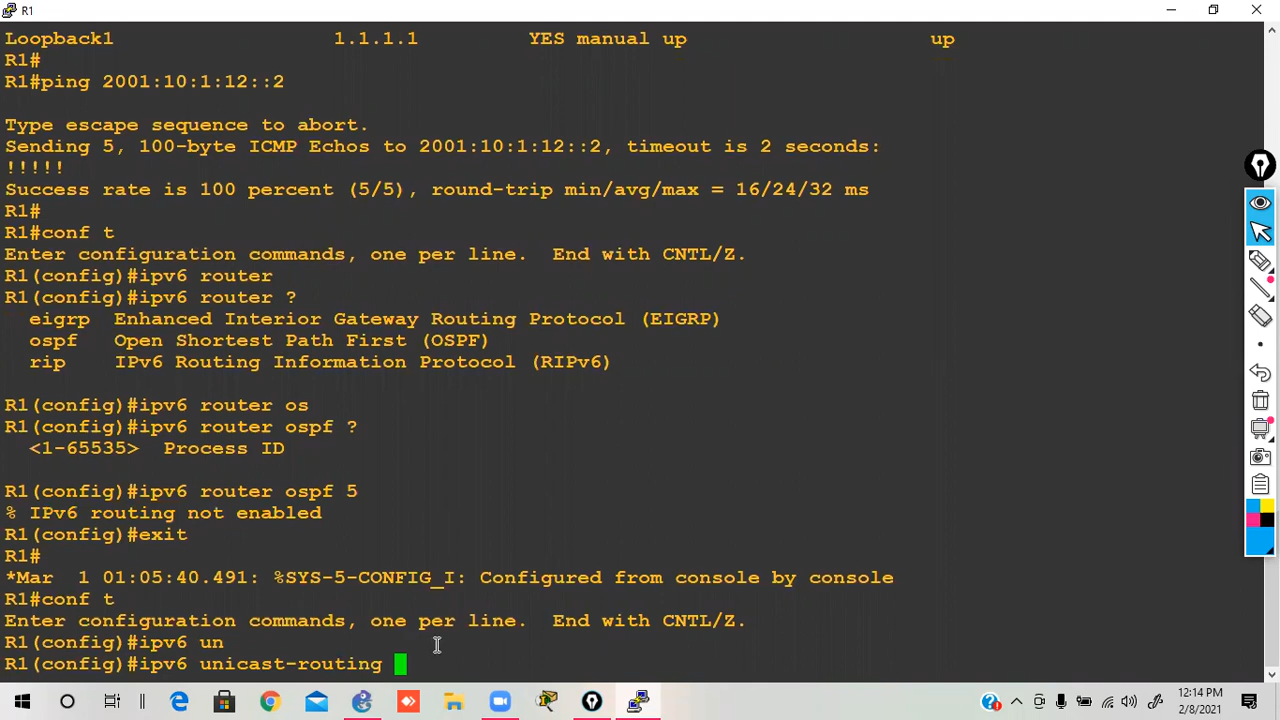 R1
Loopback1 1.1.1.1 YES manual up up
R1#
R1#ping 2001:10:1:12::2
Type escape sequence to abort.
Sending 5, 100-byte ICMP Echos to 2001:10:1:12::2, timeout is 2 seconds:
!!!!!
Success rate is 100 percent (5/5), round-trip min/avg/max = 16/24/32 ms
R1#
R1#conf t
Enter configuration commands, one per line. End with CNTL/Z.
R1(config)#ipv6 router
R1(config)#ipv6 router ?
eigrp Enhanced Interior Gateway Routing Protocol (EIGRP)
ospf Open Shortest Path First (OSPF)
rip IPv6 Routing Information Protocol (RIPv6)
R1(config)#ipv6 router os
R1(config)#ipv6 router ospf ?
<1-65535> Process ID
R1(config)#ipv6 router ospf 5
% IPv6 routing not enabled
R1(config)#exit
R1#
*Mar 1 01:05:40.491: %SYS-5-CONFIG_I: Configured from console by console
R1#conf t
Enter configuration commands, one per line. End with CNTL/Z.
R1(config)#ipv6 un
R1(config)#ipv6 unicast-routing
12:14 PM
2/8/2021